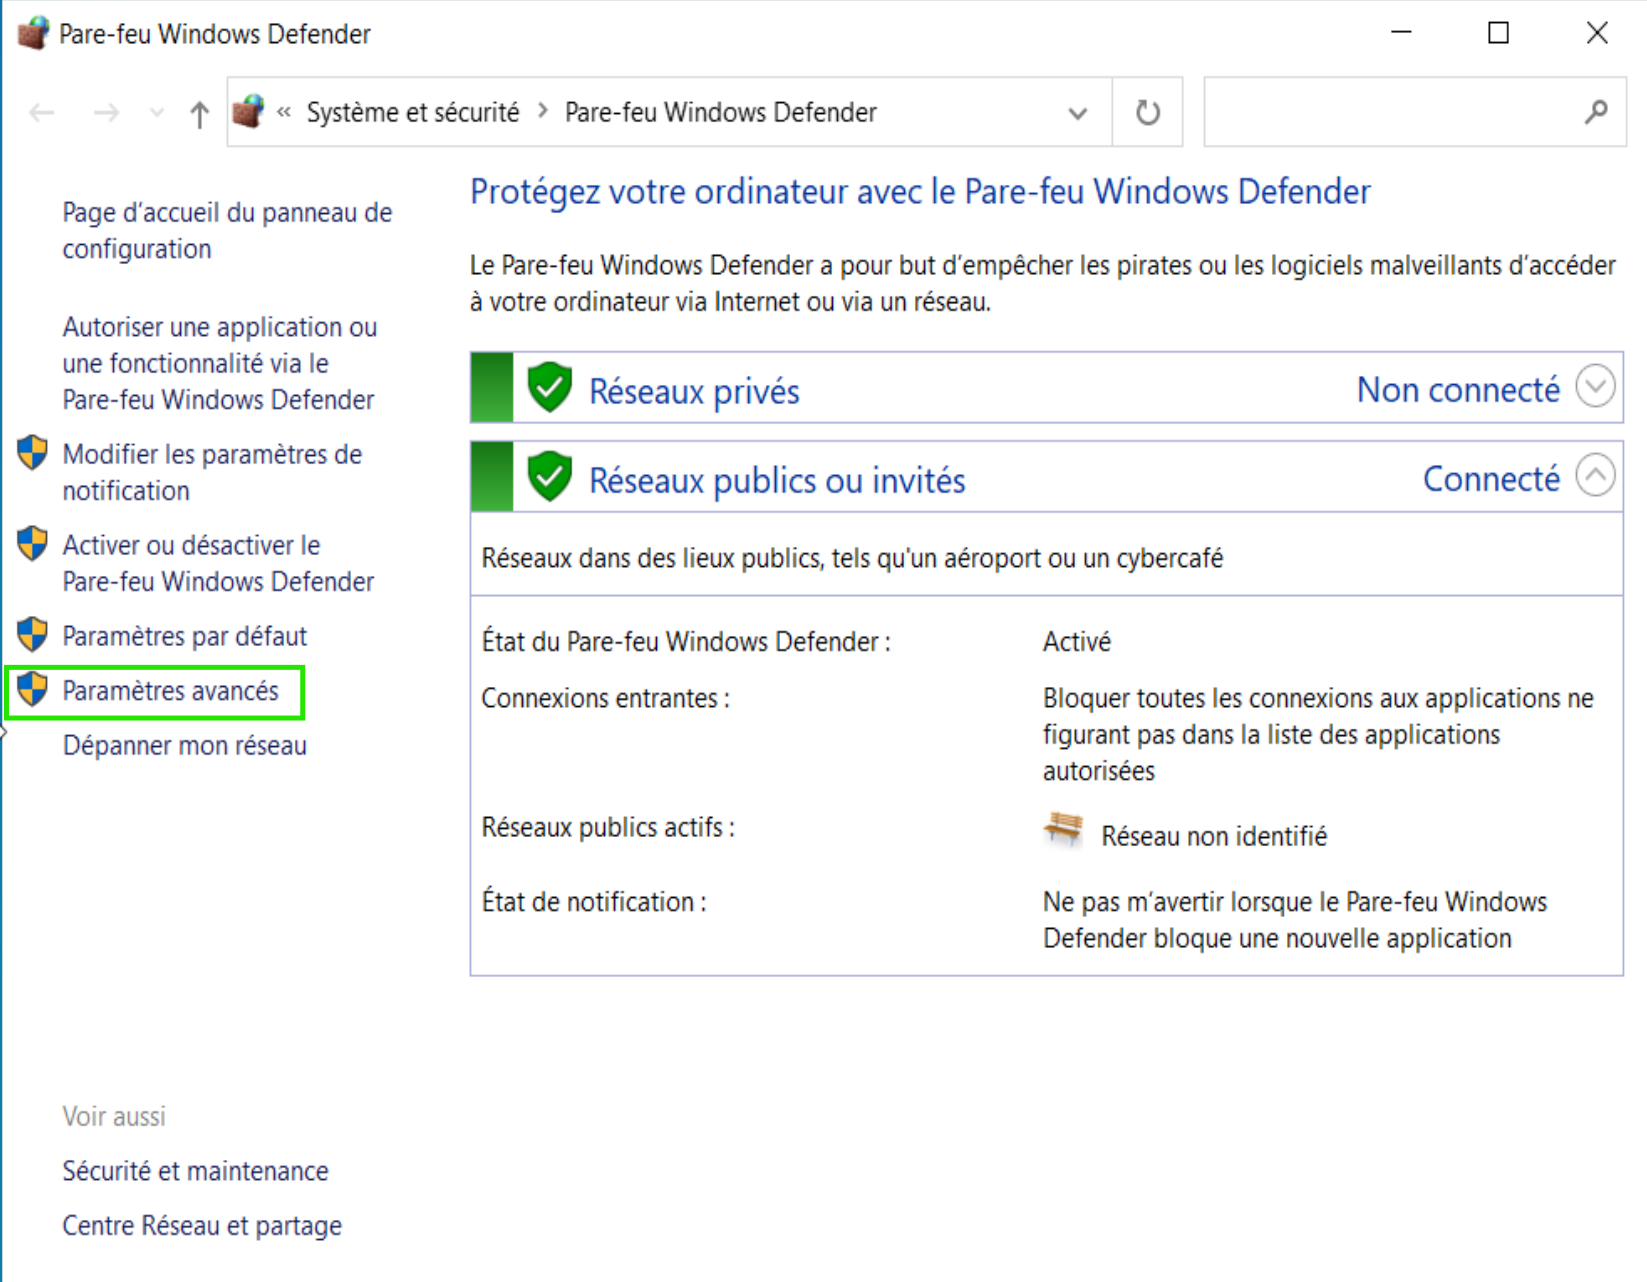 Pare-feu Windows Defender
« Système et sécurité > Pare-feu Windows Defender
Page d’accueil du panneau de
configuration
Autoriser une application ou
une fonctionnalité via le
Pare-feu Windows Defender
Modifier les paramètres de
notification
Activer ou désactiver le
Pare-feu Windows Defender
Paramètres par défaut
Paramètres avancés
Dépanner mon réseau
Voir aussi
Sécurité et maintenance
Centre Réseau et partage
Protégez votre ordinateur avec le Pare-feu Windows Defender
Le Pare-feu Windows Defender a pour but d’empêcher les pirates ou les logiciels malveillants d’accéder
à votre ordinateur via Internet ou via un réseau.
Réseaux privés Non connecté
Réseaux publics ou invités Connecté
Réseaux dans des lieux publics, tels qu'un aéroport ou un cybercafé
État du Pare-feu Windows Defender : Activé
Connexions entrantes : Bloquer toutes les connexions aux applications ne
figurant pas dans la liste des applications
autorisées
Réseaux publics actifs : Réseau non identifié
État de notification : Ne pas m’avertir lorsque le Pare-feu Windows
Defender bloque une nouvelle application